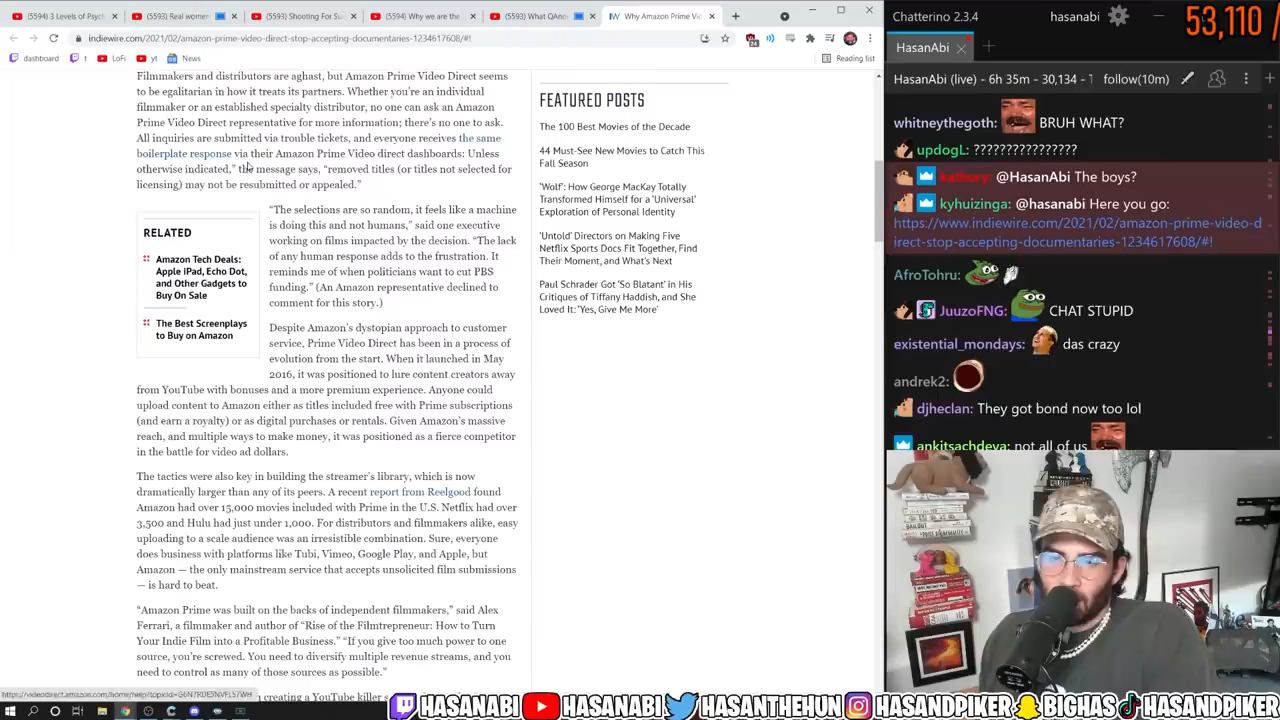 (5593) 3 Levels of Psych
(5593) Real women
(5593) Shooting For Su
(5594) Why we are the
(5593) What QAno
Why Amazon Prime Vi
Chatterino 2.3.4
hasanabi
53,110 /
indiewire.com/2021/02/amazon-prime-video-direct-stop-accepting-documentaries-1234617608/#!
HasanAbi
dashboard
t
LoFi
yt
News
Reading list
HasanAbi (live) - 6h 35m - 30,134 - 1
follow(10m)
Filmmakers and distributors are aghast, but Amazon Prime Video Direct seems
to be egalitarian in how it treats its partners. Whether you're an individual
filmmaker or an established specialty distributor, no one can ask an Amazon
Prime Video Direct representative for more information; there's no one to ask.
All inquiries are submitted via trouble tickets, and everyone receives the same
boilerplate response via their Amazon Prime Video direct dashboards: Unless
otherwise indicated," the message says, "removed titles (or titles not selected for
licensing) may not be resubmitted or appealed."
RELATED
Amazon Tech Deals:
Apple iPad, Echo Dot,
and Other Gadgets to
Buy On Sale
The Best Screenplays
to Buy on Amazon
"The selections are so random, it feels like a machine
is doing this and not humans," said one executive
working on films impacted by the decision. "The lack
of any human response adds to the frustration. It
reminds me of when politicians want to cut PBS
funding." (An Amazon representative declined to
comment for this story.)
Despite Amazon's dystopian approach to customer
service, Prime Video Direct has been in a process of
evolution from the start. When it launched in May
2016, it was positioned to lure content creators away
from YouTube with bonuses and a more premium experience. Anyone could
upload content to Amazon either as titles included free with Prime subscriptions
(and earn a royalty) or as digital purchases or rentals. Given Amazon's massive
reach, and multiple ways to make money, it was positioned as a fierce competitor
in the battle for video ad dollars.
The tactics were also key in building the streamer's library, which is now
dramatically larger than any of its peers. A recent report from Reelgood found
Amazon had over 15,000 movies included with Prime in the U.S. Netflix had over
3,500 and Hulu had just under 1,000. For distributors and filmmakers alike, easy
uploading to a scale audience was an irresistible combination. Sure, everyone
does business with platforms like Tubi, Vimeo, Google Play, and Apple, but
Amazon — the only mainstream service that accepts unsolicited film submissions
— is hard to beat.
"Amazon Prime was built on the backs of independent filmmakers," said Alex
Ferrari, a filmmaker and author of "Rise of the Filmtrepreneur: How to Turn
Your Indie Film into a Profitable Business." "If you give too much power to one
source, you're screwed. You need to diversify multiple revenue streams, and you
need to control as many of those sources as possible."
creating a YouTube killer
FEATURED POSTS
The 100 Best Movies of the Decade
44 Must-See New Movies to Catch This
Fall Season
'Wolf': How George MacKay Totally
Transformed Himself for a 'Universal'
Exploration of Personal Identity
'Untold' Directors on Making Five
Netflix Sports Docs Fit Together, Find
Their Moment, and What's Next
Paul Schrader Got 'So Blatant' in His
Critiques of Tiffany Haddish, and She
Loved It: 'Yes, Give Me More'
whitneythegoth: BRUH WHAT?
updogL: ????????????????
kathury: @HasanAbi The boys?
kyhuizinga: @hasanabi Here you go:
https://www.indiewire.com/2021/02/amazon-prime-video-d
irect-stop-accepting-documentaries-1234617608/#!
AfroTohru:
JuuzoFNG: CHAT STUPID
existential_mondays: das crazy
andrek2:
djheclan: They got bond now too lol
ankitsachdeva: not all of us
HASANABI
HASANABI
HASANTHEHUN
HASANDPIKER
BIGHAS
HASANDPIKER